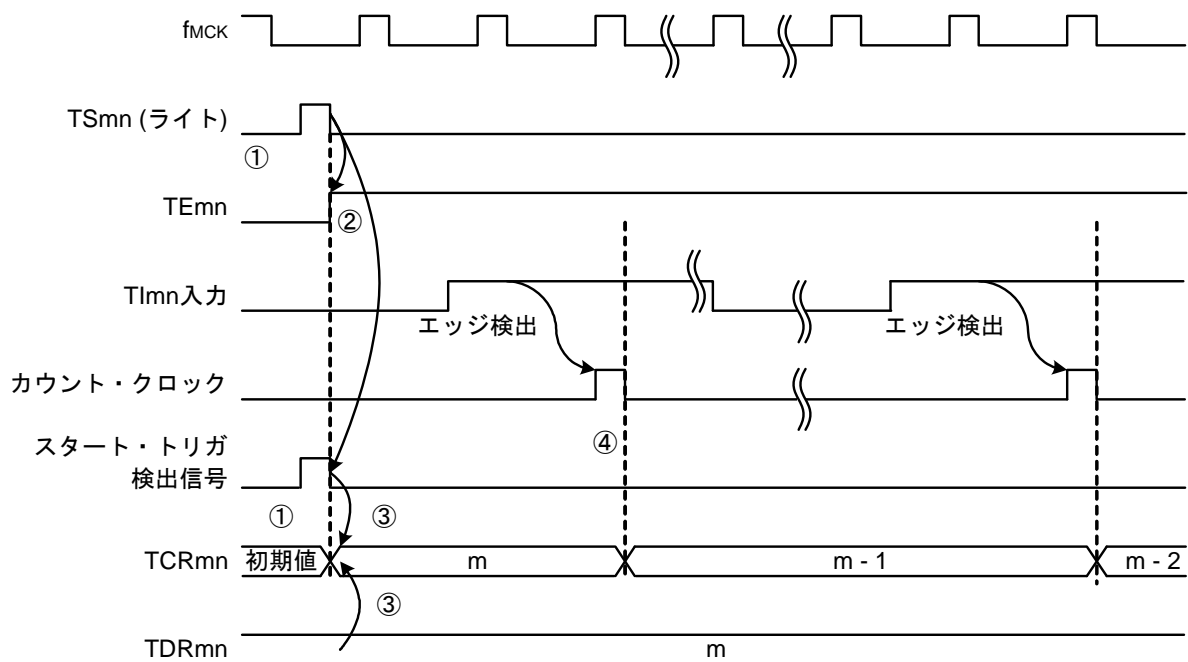 fMCK
TSmn (ライト)
①
TEmn
②
TImn入力
エッジ検出
エッジ検出
カウント・クロック
④
スタート・トリガ
検出信号
①
③
TCRmn
初期値
m
m - 1
m - 2
③
TDRmn
m